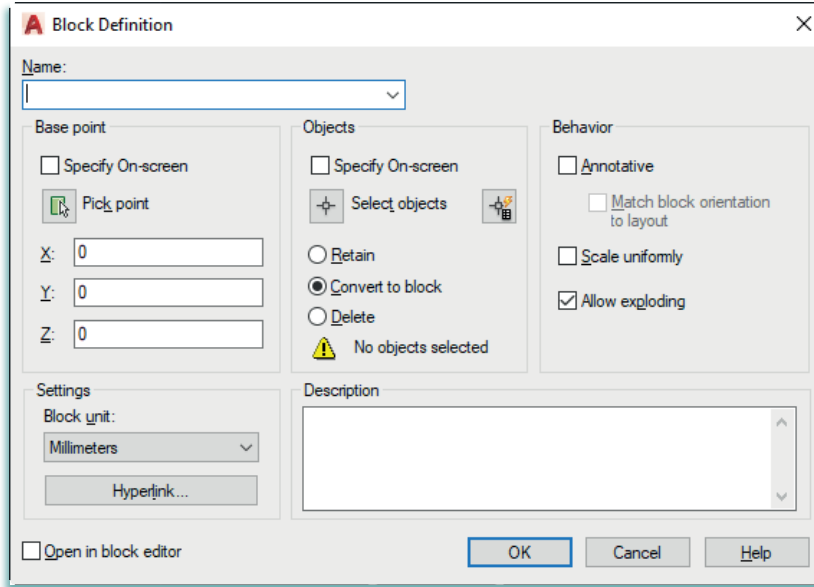 Block Definition
Name:
Base point
Specify On-screen
Pick point
X: 0
Y: 0
Z: 0
Objects
Specify On-screen
Select objects
Retain
Convert to block
Delete
No objects selected
Behavior
Annotative
Match block orientation
to layout
Scale uniformly
Allow exploding
Settings
Block unit:
Millimeters
Hyperlink...
Description
Open in block editor
OK
Cancel
Help